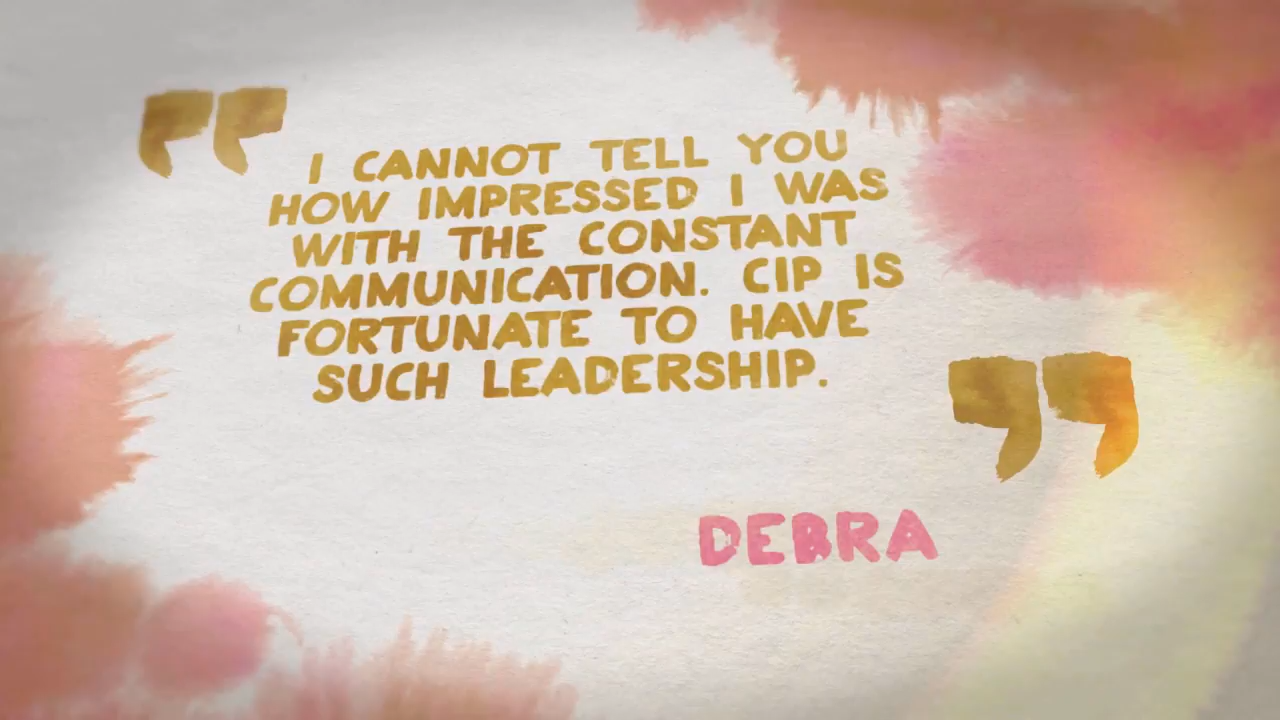 “
I CANNOT TELL YOU
HOW IMPRESSED I WAS
WITH THE CONSTANT
COMMUNICATION. CIP IS
FORTUNATE TO HAVE
SUCH LEADERSHIP.
”
DEBRA